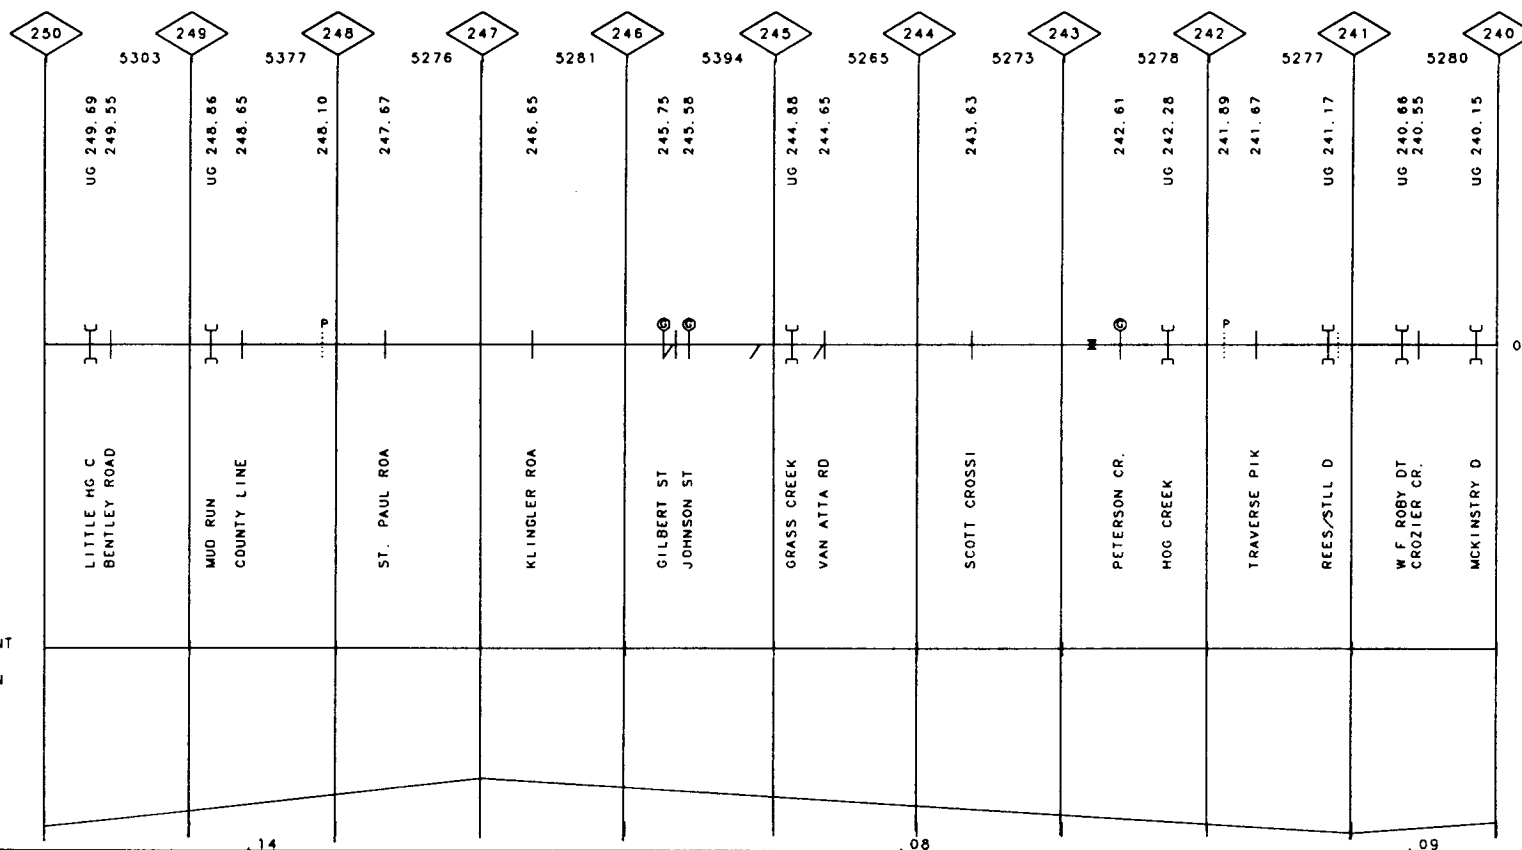 250 249 248 247 246 245 244 243 242 241 240
5303 5377 5276 5281 5394 5265 5273 5278 5277 5280
UG 249.69
249.55
UG 248.86
248.65
248.10
247.67
246.65
245.75
245.58
UG 244.88
244.65
243.63
242.61
UG 242.28
241.89
241.67
UG 241.17
UG 240.66
240.55
UG 240.15
P G G G P
0
LITTLE HG C
BENTLEY ROAD
MUD RUN
COUNTY LINE
ST. PAUL ROA
KLINGLER ROA
GILBERT ST
JOHNSON ST
GRASS CREEK
VAN ATTA RD
SCOTT CROSSI
PETERSON CR.
HOG CREEK
TRAVERSE PIK
REES/STLL D
W F ROBY DT
CROZIER CR.
MCKINSTRY D
NT
N
.14 .08 .09